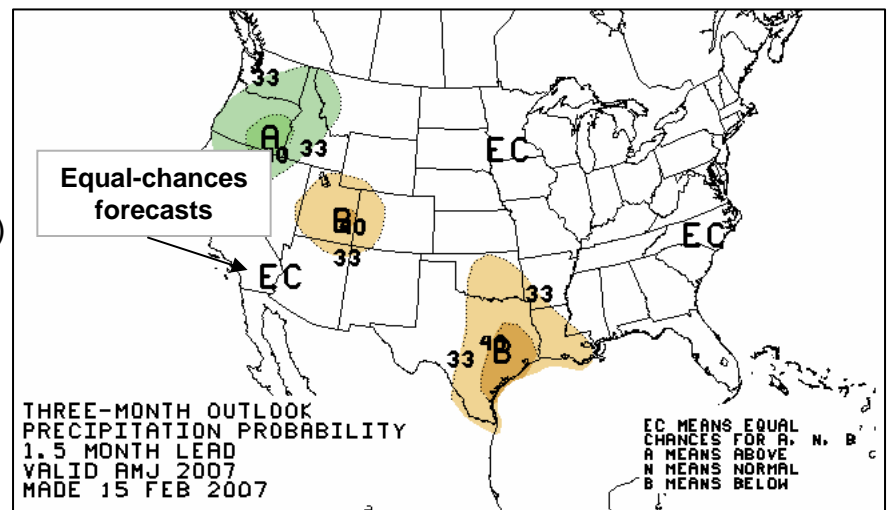 )
33
A
40
33
EC
Equal-chances
forecasts
B
40
33
EC
EC
33
40
B
33
THREE-MONTH OUTLOOK
PRECIPITATION PROBABILITY
1.5 MONTH LEAD
VALID AMJ 2007
MADE 15 FEB 2007
EC MEANS EQUAL
CHANCES FOR A, N, B
A MEANS ABOVE
N MEANS NORMAL
B MEANS BELOW